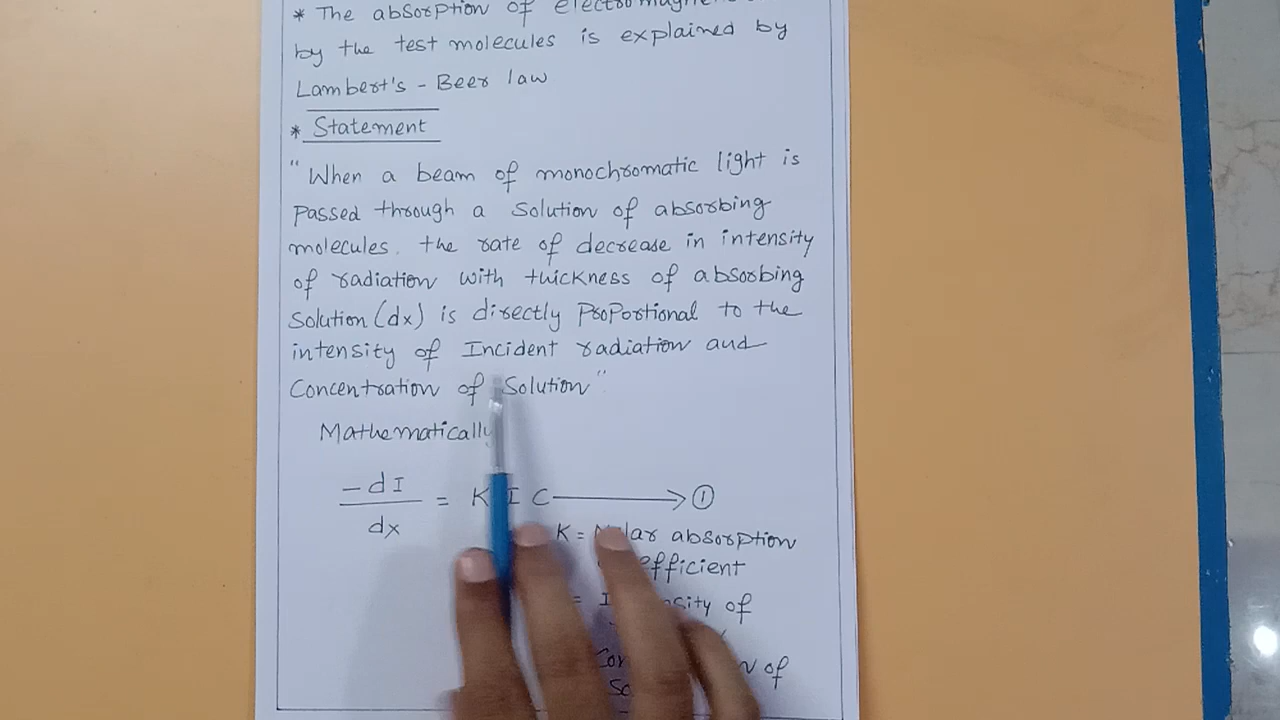 * The absorption of
by the test molecules is explained by
Lambert's - Beer law
* Statement
"When a beam of monochromatic light is
Passed through a Solution of absorbing
molecules. the rate of decrease in intensity
of radiation with thickness of absorbing
Solution (dx) is directly Proportional to the
intensity of Incident radiation and
Concentration of Solution"
Mathematically
-dI
dx
= K I C → ①
K = absorption
I of
of